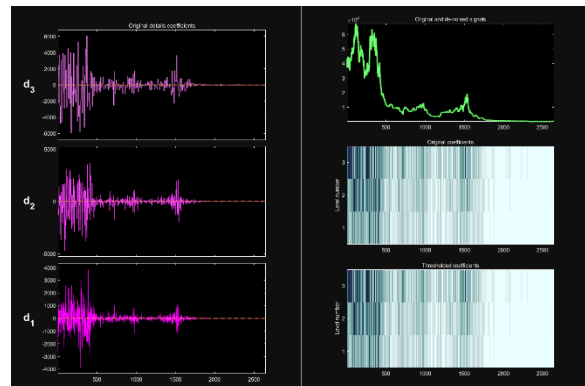 Original details coefficients
d3
6000
4000
2000
0
-2000
-4000
-6000
d2
5000
0
-5000
d1
4000
3000
2000
1000
0
-1000
-2000
-3000
-4000
500 1000 1500 2000 2500
Original and de-noised signals
6
5
4
3
2
1
500 1000 1500 2000 2500
Original coefficients
Level number
3
2
1
500 1000 1500 2000 2500
Thresholded coefficients
Level number
3
2
1
500 1000 1500 2000 2500